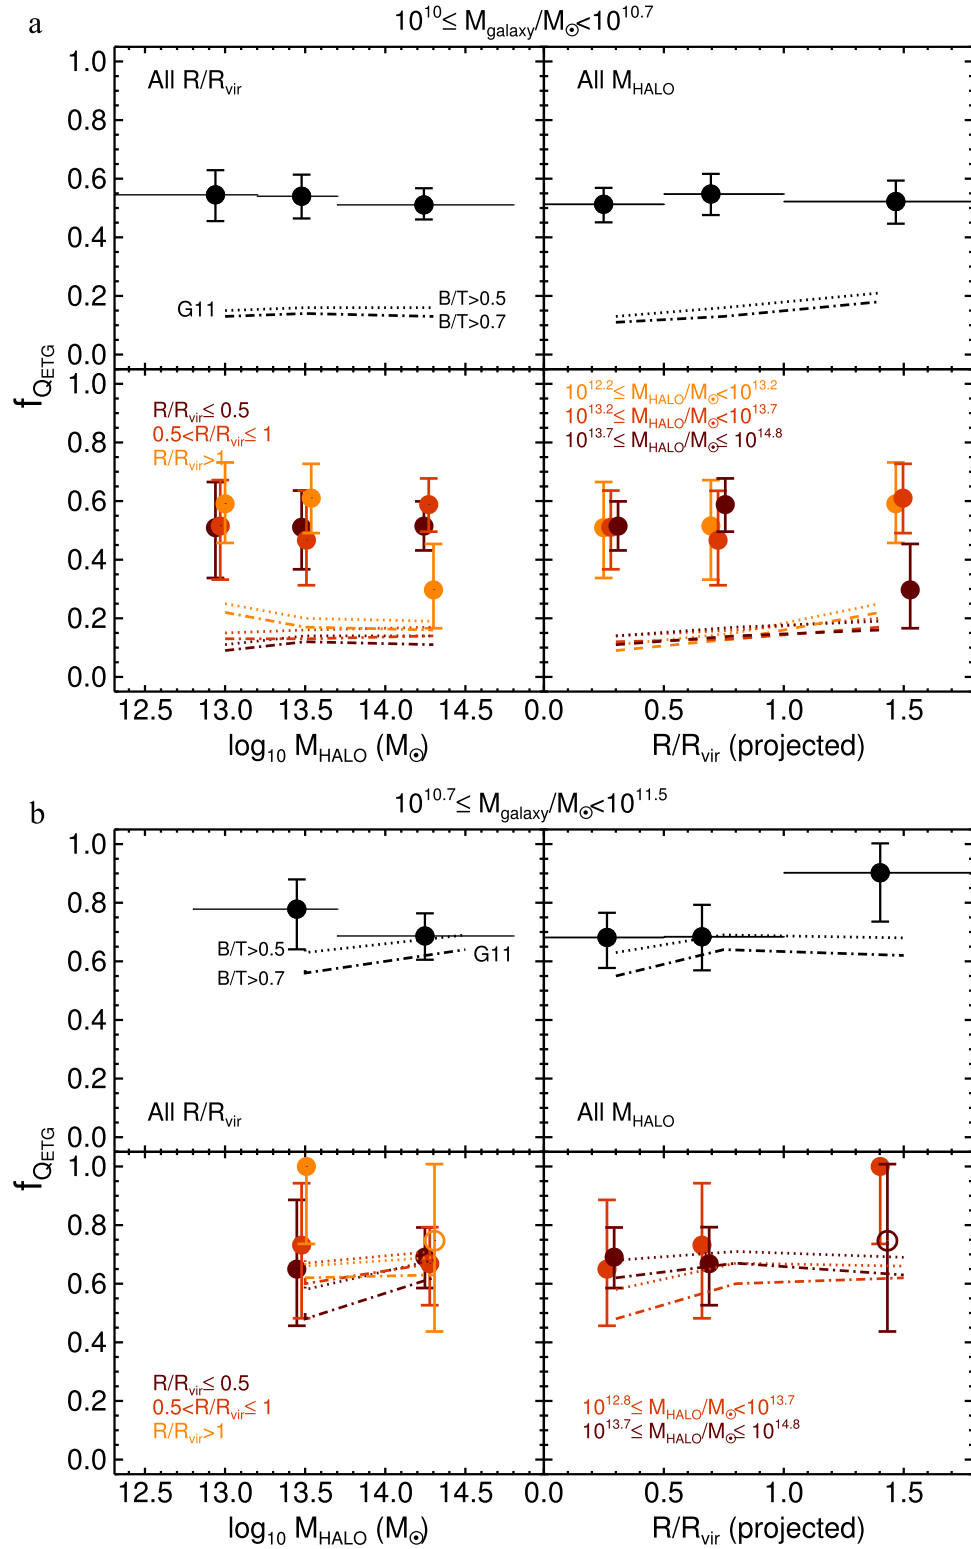 a
10^10 ≤ M_galaxy/M_⊙ < 10^10.7
All R/R_vir
All M_HALO
1.0
0.8
0.6
0.4
0.2
0.0
G11
B/T>0.5
B/T>0.7
f_Q_ETG
R/R_vir ≤ 0.5
0.5<R/R_vir ≤ 1
R/R_vir>1
10^12.2 ≤ M_HALO/M_⊙ < 10^13.2
10^13.2 ≤ M_HALO/M_⊙ < 10^13.7
10^13.7 ≤ M_HALO/M_⊙ ≤ 10^14.8
1.0
0.8
0.6
0.4
0.2
0.0
12.5 13.0 13.5 14.0 14.5
0.0 0.5 1.0 1.5
log_10 M_HALO (M_⊙)
R/R_vir (projected)
b
10^10.7 ≤ M_galaxy/M_⊙ < 10^11.5
1.0
0.8
0.6
0.4
0.2
0.0
B/T>0.5
B/T>0.7
G11
All R/R_vir
All M_HALO
f_Q_ETG
1.0
0.8
0.6
0.4
0.2
0.0
R/R_vir ≤ 0.5
0.5<R/R_vir ≤ 1
R/R_vir>1
10^12.8 ≤ M_HALO/M_⊙ < 10^13.7
10^13.7 ≤ M_HALO/M_⊙ ≤ 10^14.8
12.5 13.0 13.5 14.0 14.5
0.0 0.5 1.0 1.5
log_10 M_HALO (M_⊙)
R/R_vir (projected)